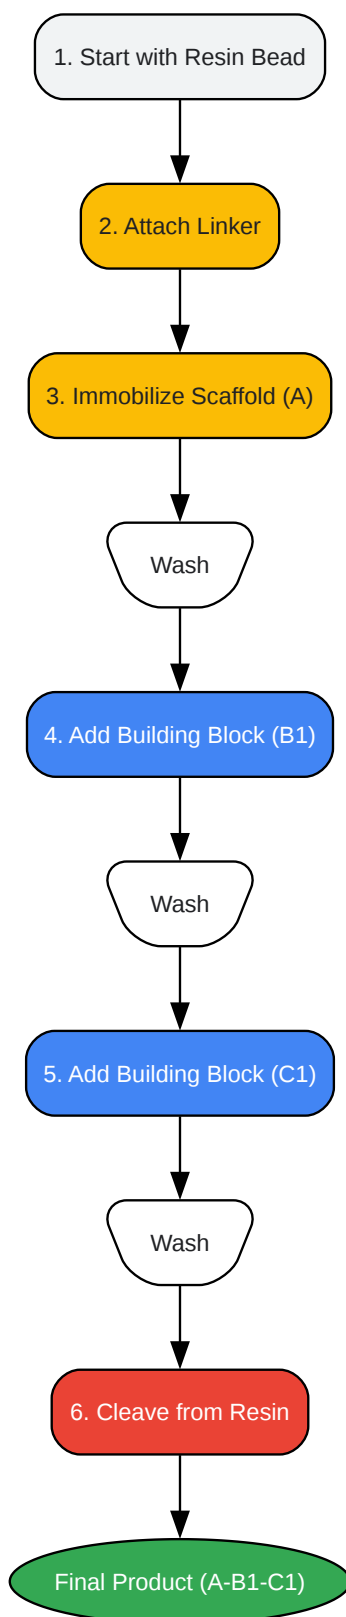 1. Start with Resin Bead
2. Attach Linker
3. Immobilize Scaffold (A)
Wash
4. Add Building Block (B1)
Wash
5. Add Building Block (C1)
Wash
6. Cleave from Resin
Final Product (A-B1-C1)